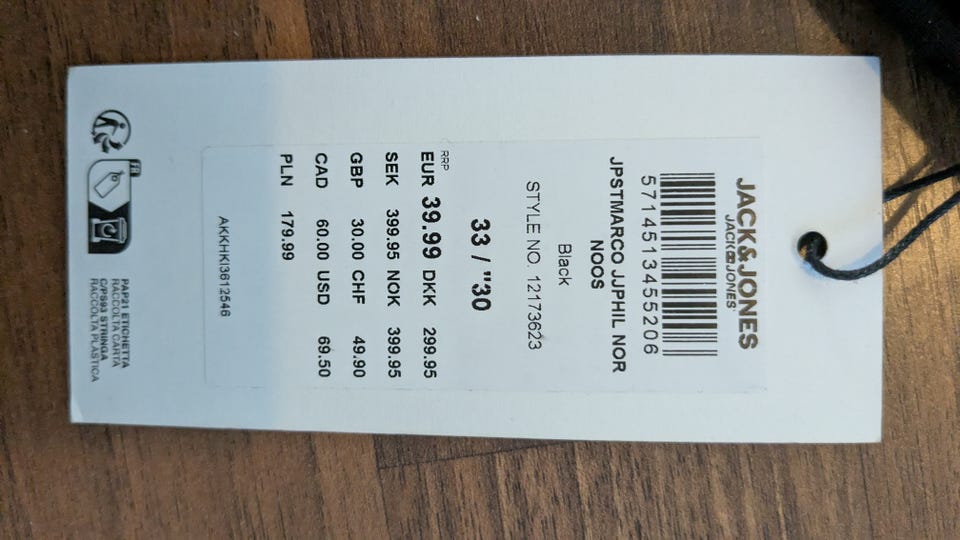 JACK&JONES
JACK&JONES
5714513455206
JPSTMARCO JJPHIL NOR
NOOS
Black
STYLE NO. 12173623
33 / "30
RRP
EUR 39.99 DKK 299.95
SEK 399.95 NOK 399.95
GBP 30.00 CHF 49.90
CAD 60.00 USD 69.50
PLN 179.99
AKKHKI3612546
FR
PAP21 ETICHETTA
RACCOLTA CARTA
C/PS93 STRINGA
RACCOLTA PLASTICA